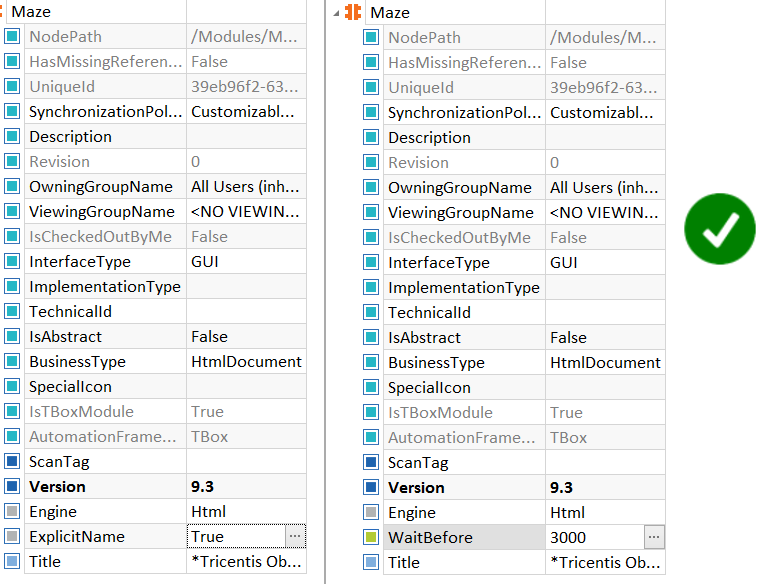 Maze
NodePath /Modules/M...
HasMissingReferen... False
UniqueId 39eb96f2-63...
SynchronizationPol... Customizabl...
Description
Revision 0
OwningGroupName All Users (inh...
ViewingGroupName <NO VIEWIN...
IsCheckedOutByMe False
InterfaceType GUI
ImplementationType
TechnicalId
IsAbstract False
BusinessType HtmlDocument
SpecialIcon
IsTBoxModule True
AutomationFrame... TBox
ScanTag
Version 9.3
Engine Html
ExplicitName True ...
Title *Tricentis Ob...
Maze
NodePath /Modules/M...
HasMissingReferen... False
UniqueId 39eb96f2-63...
SynchronizationPol... Customizabl...
Description
Revision 0
OwningGroupName All Users (inh...
ViewingGroupName <NO VIEWIN...
IsCheckedOutByMe False
InterfaceType GUI
ImplementationType
TechnicalId
IsAbstract False
BusinessType HtmlDocument
SpecialIcon
IsTBoxModule True
AutomationFrame... TBox
ScanTag
Version 9.3
Engine Html
WaitBefore 3000 ...
Title *Tricentis Ob...